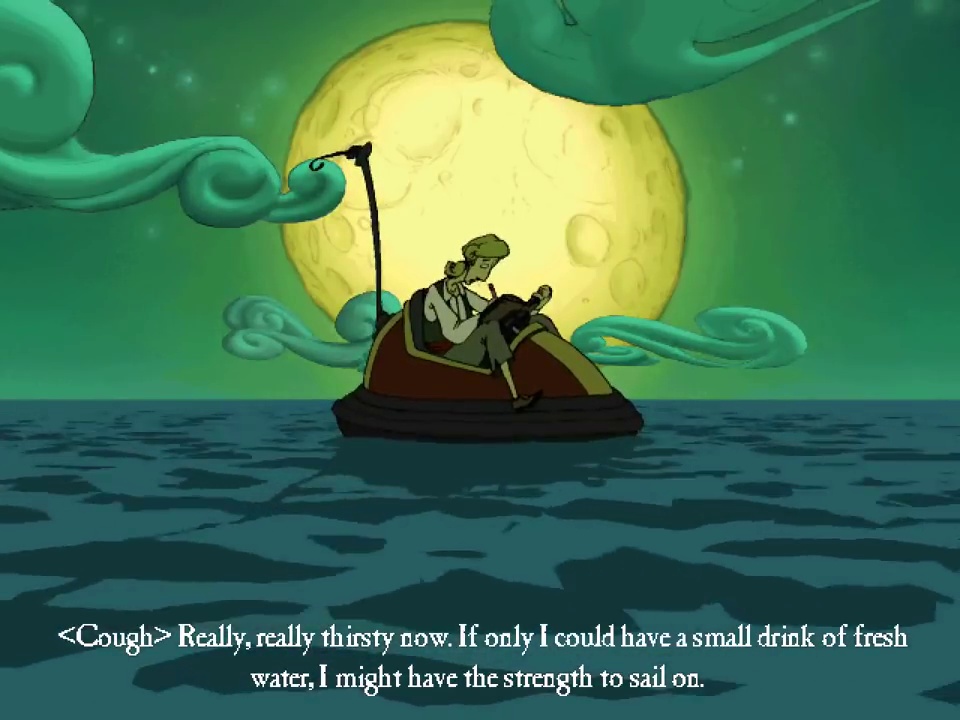 <Cough> Really, really thirsty now. If only I could have a small drink of fresh
water, I might have the strength to sail on.